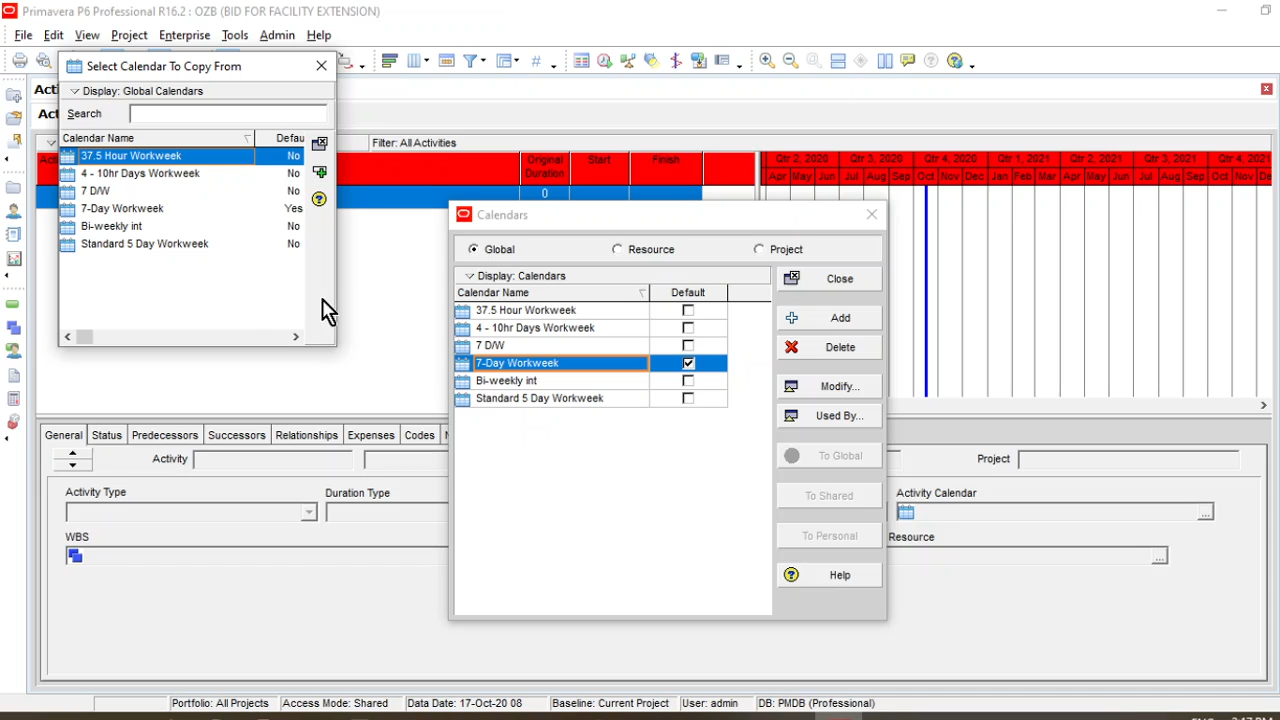 Primavera P6 Professional R16.2 : OZB (BID FOR FACILITY EXTENSION)
File Edit View Project Enterprise Tools Admin Help
Select Calendar To Copy From
Display: Global Calendars
Search
Calendar Name Defau
37.5 Hour Workweek No
4 - 10hr Days Workweek No
7 D/W No
7-Day Workweek Yes
Bi-weekly int No
Standard 5 Day Workweek No
Filter: All Activities
Original Duration Start Finish
0
Qtr 2, 2020 Qtr 3, 2020 Qtr 4, 2020 Qtr 1, 2021 Qtr 2, 2021 Qtr 3, 2021 Qtr 4, 2021
Apr May Jun Jul Aug Sep Oct Nov Dec Jan Feb Mar Apr May Jun Jul Aug Sep Oct Nov Dec
Calendars
Global Resource Project
Display: Calendars
Calendar Name Default
37.5 Hour Workweek
4 - 10hr Days Workweek
7 D/W
7-Day Workweek
Bi-weekly int
Standard 5 Day Workweek
Close
Add
Delete
Modify...
Used By...
To Global
To Shared
To Personal
Help
General Status Predecessors Successors Relationships Expenses Codes
Activity Project
Activity Type Duration Type Activity Calendar
WBS Resource
Portfolio: All Projects Access Mode: Shared Data Date: 17-Oct-20 08 Baseline: Current Project User: admin DB: PMDB (Professional)